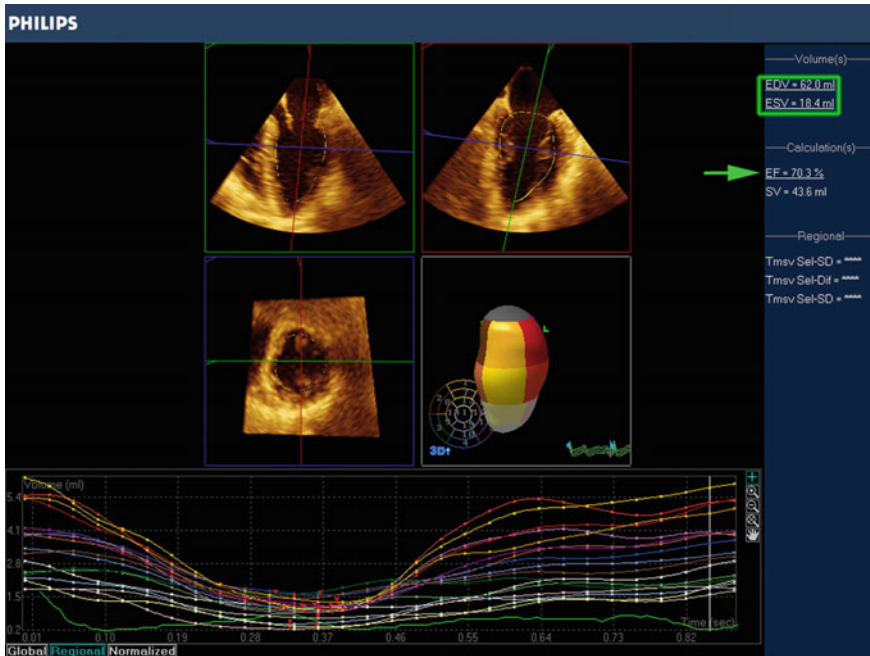 PHILIPS
Volume(s)
EDV = 62.0 ml
ESV = 18.4 ml
Calculation(s)
EF = 70.3 %
SV = 43.6 ml
Regional
Tmsv Sel-SD = ****
Tmsv Sel-Dif = ****
Tmsv Sel-SD = ****
L
3D↑
Volume (ml)
5.4
4.1
2.8
1.5
0.2
Time (sec)
0.01 0.10 0.19 0.28 0.37 0.46 0.55 0.64 0.73 0.82
Global Regional Normalized